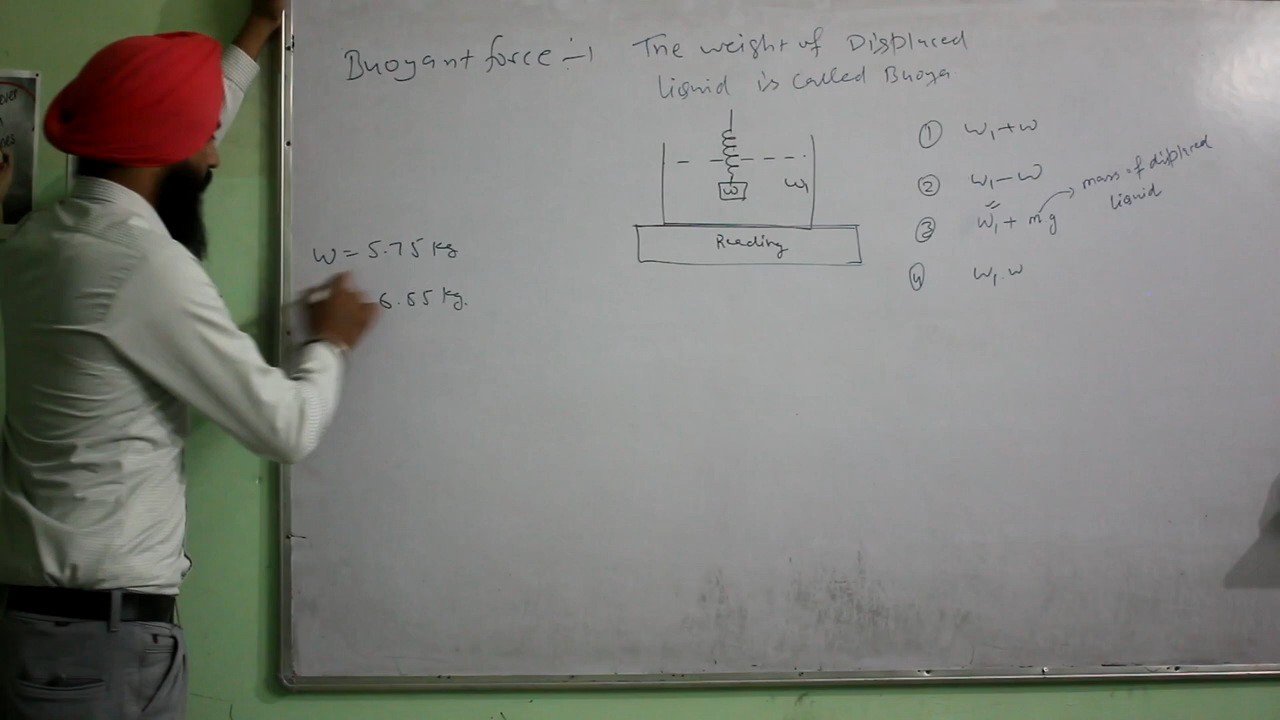 Buoyant force :-> The weight of Displaced
liquid is called Buoya
① W₁ + W
② W₁ - W
③ W₁ + m.g → mass of displaced
liquid
④ W₁.W
W
W₁
Reading
W = 5.75 kg
6.55 kg.